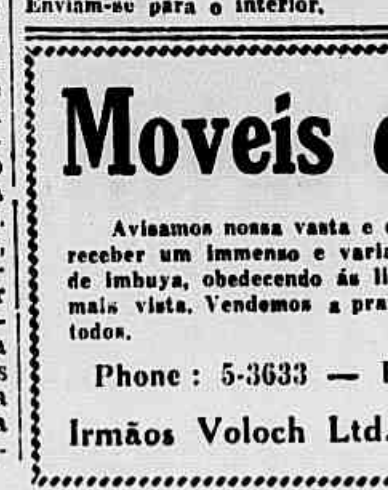 Enviam-se para o interior.
Moveis
Avisamos nossa vasta e
receber um immenso e varia
de imbuya, obedecendo ás li
mais vista. Vendemos a pra
todos.
Phone : 5-3633 —
Irmãos Voloch Ltd.